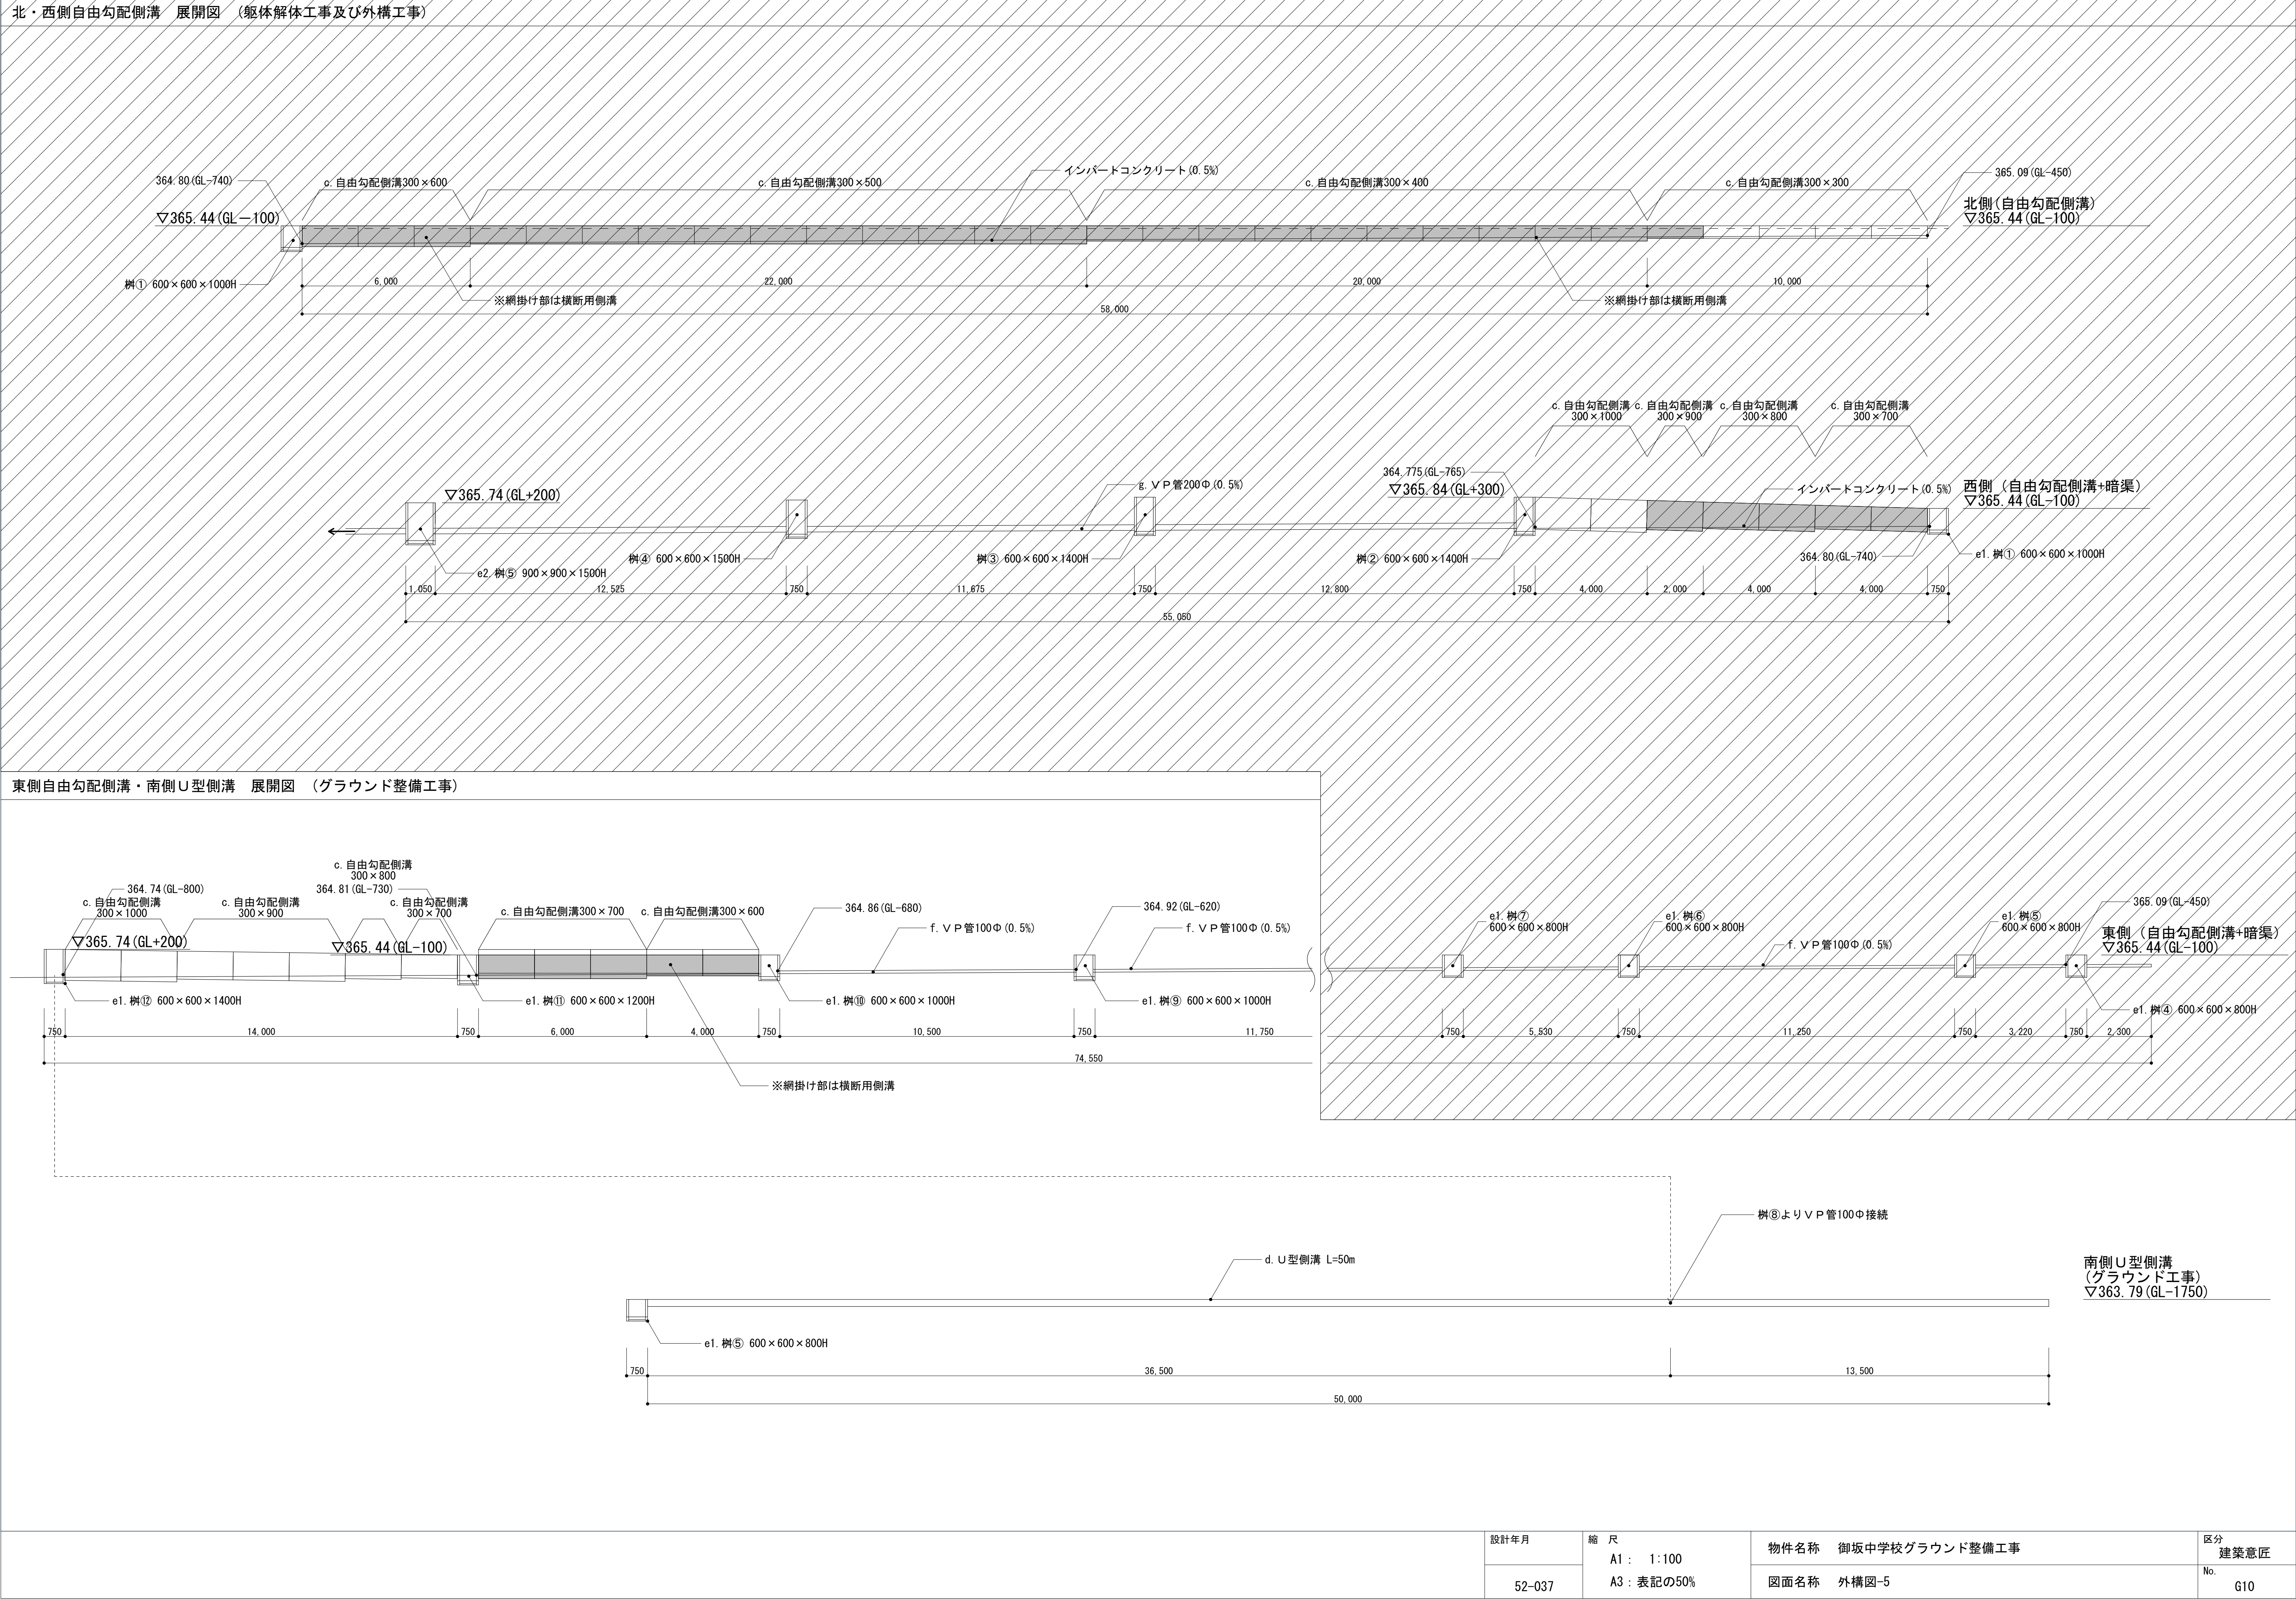 北・西側自由勾配側溝　展開図　(躯体解体工事及び外構工事)
364.80(GL-740)
c.自由勾配側溝300×600
c.自由勾配側溝300×500
インバートコンクリート(0.5%)
c.自由勾配側溝300×400
c.自由勾配側溝300×300
365.09(GL-450)
▽365.44(GL－100)
北側(自由勾配側溝)
▽365.44(GL-100)
桝① 600×600×1000H
6,000
22,000
20,000
10,000
※網掛け部は横断用側溝
※網掛け部は横断用側溝
58,000
c.自由勾配側溝
300×1000
c.自由勾配側溝
300×900
c.自由勾配側溝
300×800
c.自由勾配側溝
300×700
▽365.74(GL+200)
g.ＶＰ管200Φ(0.5%)
364.775(GL-765)
▽365.84(GL+300)
インバートコンクリート(0.5%)
西側（自由勾配側溝+暗渠）
▽365.44(GL-100)
e2.桝⑤ 900×900×1500H
桝④ 600×600×1500H
桝③ 600×600×1400H
桝② 600×600×1400H
364.80(GL-740)
e1.桝① 600×600×1000H
1,050
12,525
750
11,675
750
12,800
750
4,000
2,000
4,000
4,000
750
55,050
東側自由勾配側溝・南側Ｕ型側溝　展開図　(グラウンド整備工事)
c.自由勾配側溝
300×800
364.74(GL-800)
364.81(GL-730)
c.自由勾配側溝
300×1000
c.自由勾配側溝
300×900
c.自由勾配側溝
300×700
c.自由勾配側溝300×700
c.自由勾配側溝300×600
364.86(GL-680)
f.ＶＰ管100Φ(0.5%)
364.92(GL-620)
f.ＶＰ管100Φ(0.5%)
e1.桝⑦
600×600×800H
e1.桝⑥
600×600×800H
f.ＶＰ管100Φ(0.5%)
e1.桝⑤
600×600×800H
365.09(GL-450)
東側（自由勾配側溝+暗渠）
▽365.44(GL-100)
▽365.74(GL+200)
▽365.44(GL-100)
e1.桝⑫ 600×600×1400H
e1.桝⑪ 600×600×1200H
e1.桝⑩ 600×600×1000H
e1.桝⑨ 600×600×1000H
e1.桝④ 600×600×800H
750
14,000
750
6,000
4,000
750
10,500
750
11,750
750
5,530
750
11,250
750
3,220
750
2,300
74,550
※網掛け部は横断用側溝
桝⑧よりＶＰ管100Φ接続
d.Ｕ型側溝 L=50m
南側Ｕ型側溝
(グラウンド工事)
▽363.79(GL-1750)
e1.桝⑤ 600×600×800H
750
36,500
13,500
50,000
設計年月
52-037
縮　尺
A1：　1:100
A3：表記の50%
物件名称　御坂中学校グラウンド整備工事
図面名称　外構図-5
区分
建築意匠
No.
G10